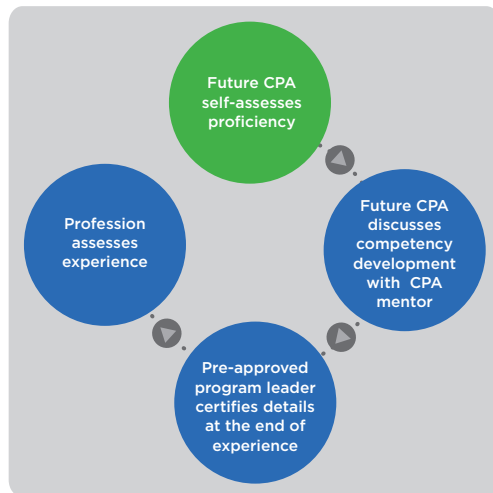 Future CPA
self-assesses
proficiency
Future CPA
discusses
competency
development
with CPA
mentor
Pre-approved
program leader
certifies details
at the end of
experience
Profession
assesses
experience